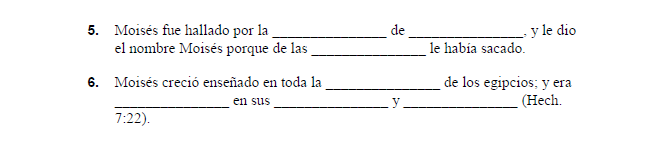 5. Moisés fue hallado por la _______________ de _______________, y le dio
el nombre Moisés porque de las _______________ le había sacado.
6. Moisés creció enseñado en toda la _______________ de los egipcios; y era
_______________ en sus _______________ y _______________ (Hech.
7:22).